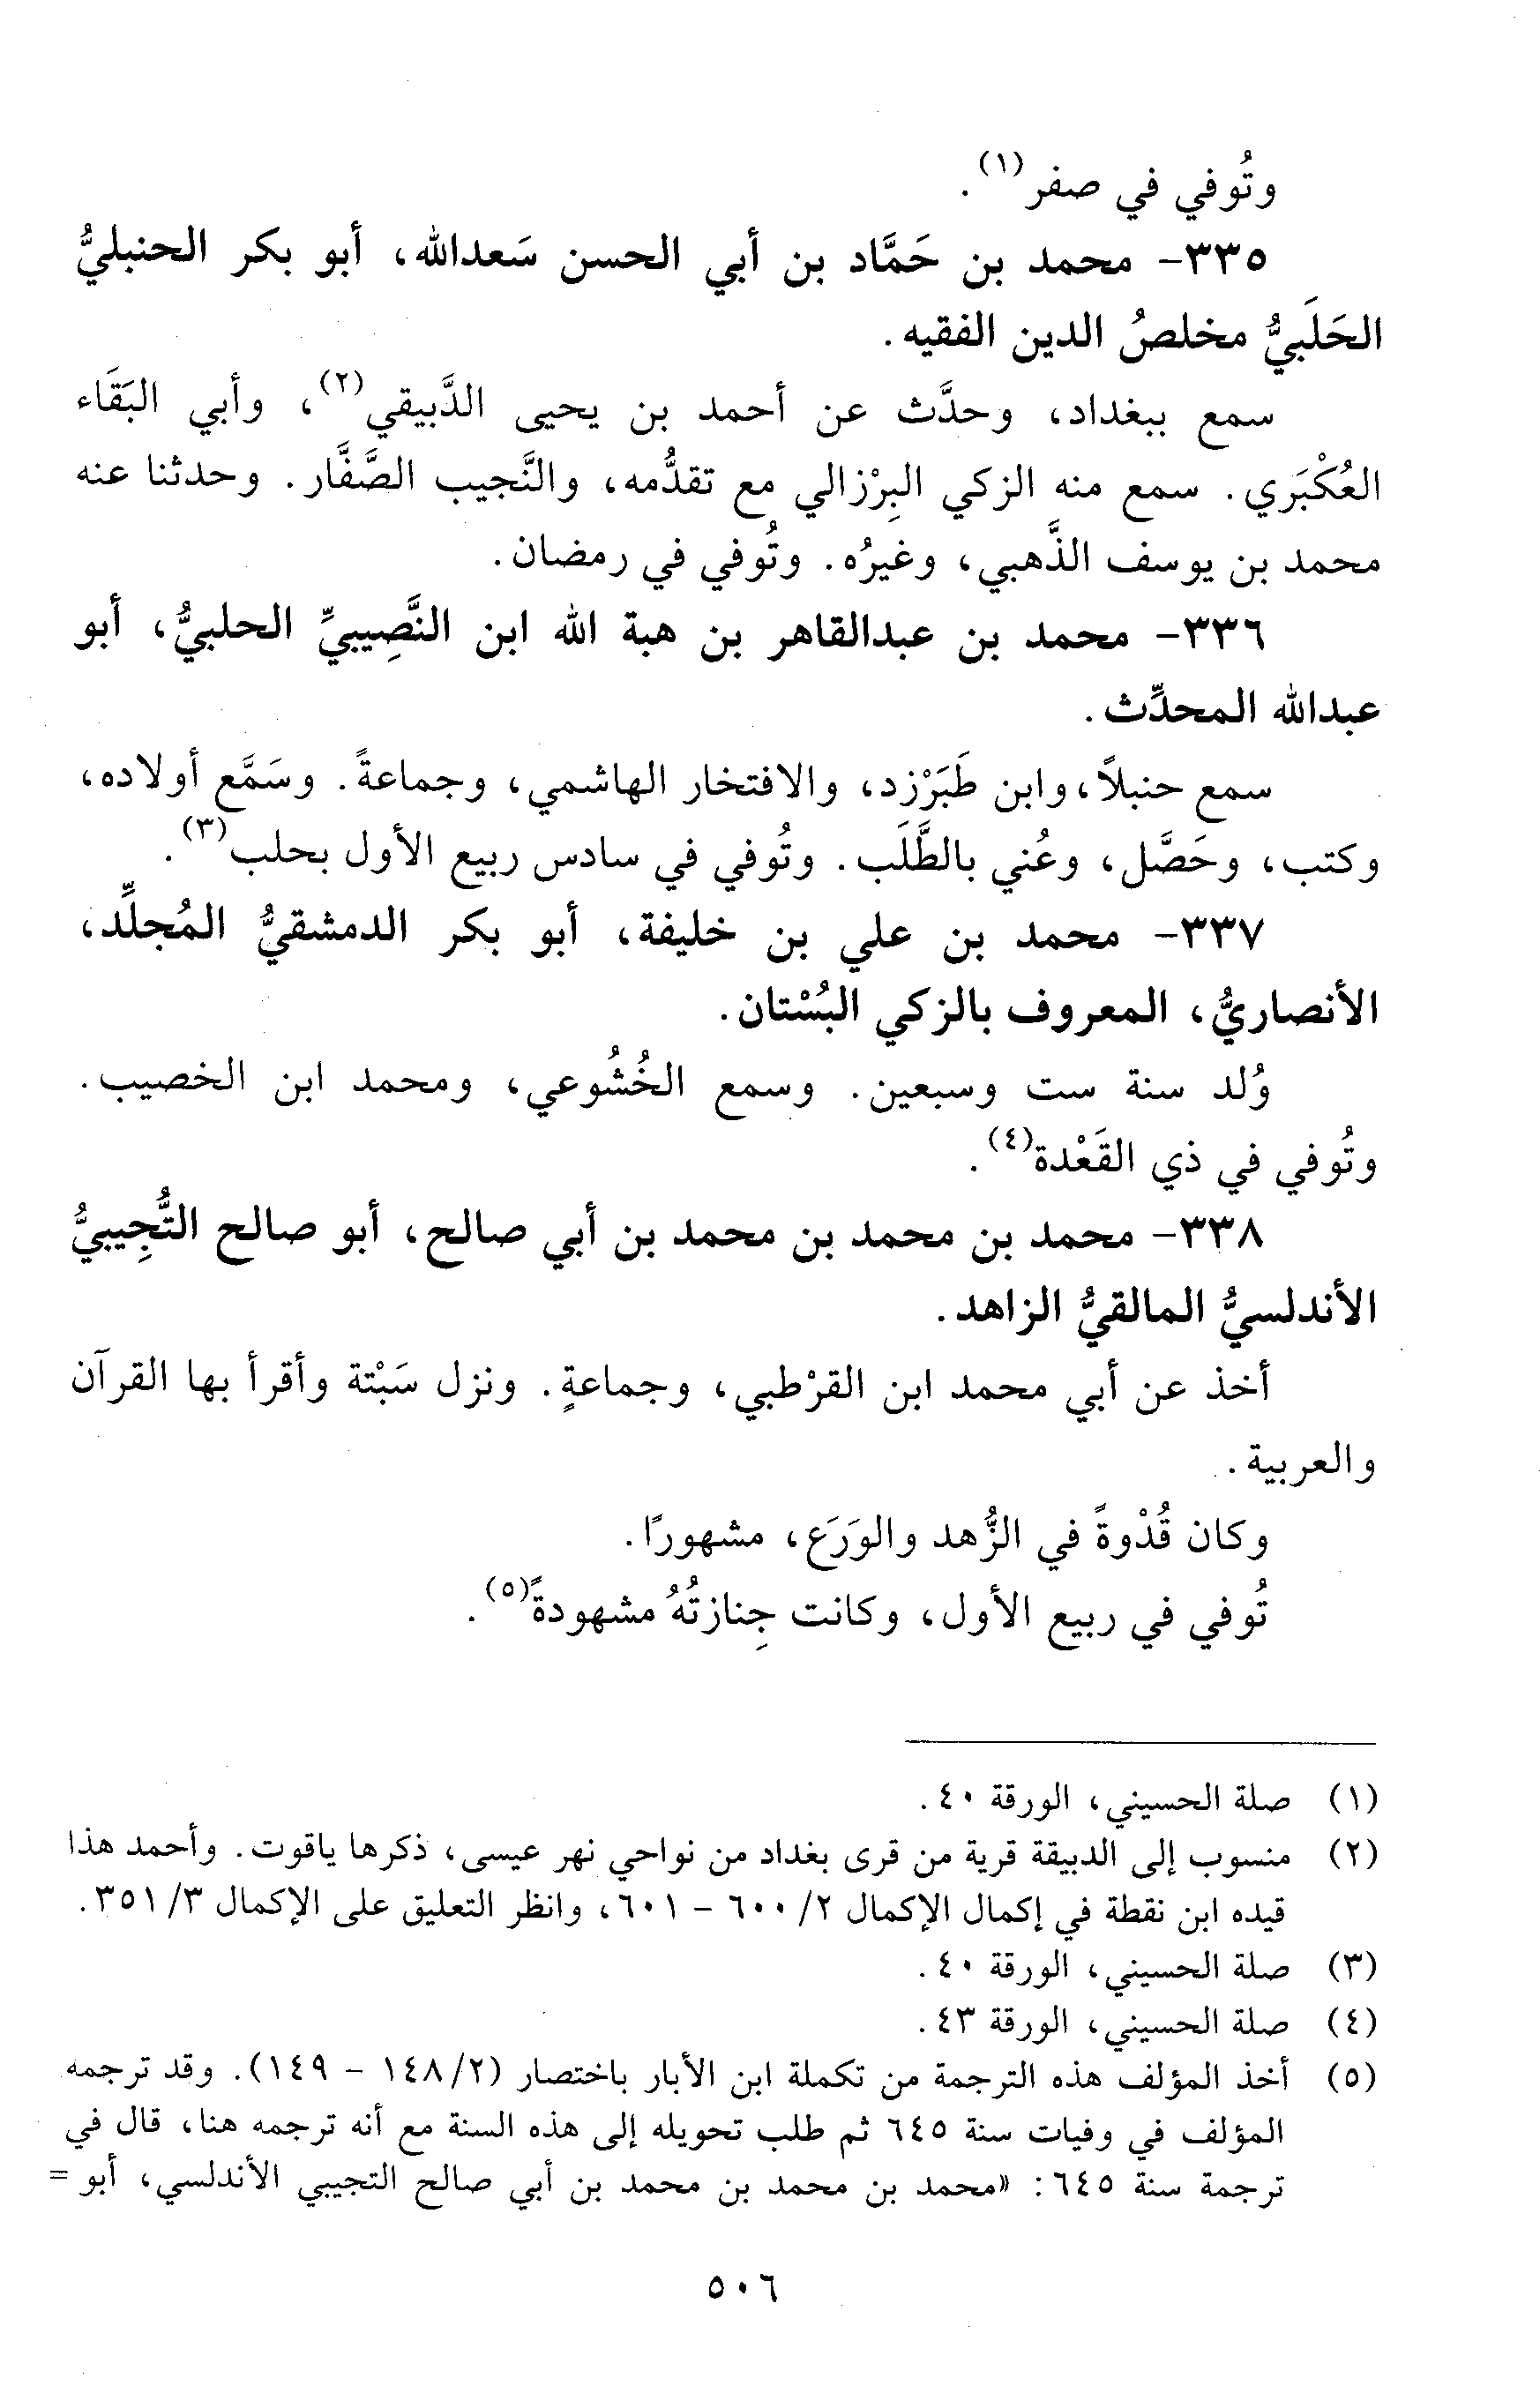 وتُوفي في صفر(١).
٣٣٥- محمد بن حَمَّاد بن أبي الحسن سَعدالله، أبو بكر الحنبليُّ
الحَلَبيُّ مخلصُ الدين الفقيه.
سمع ببغداد، وحدَّث عن أحمد بن يحيى الدَّبيقي(٢)، وأبي البَقَاء
العُكْبَري. سمع منه الزكي البِرْزالي مع تقدُّمه، والنَّجيب الصَّفَّار. وحدثنا عنه
محمد بن يوسف الذَّهبي، وغيرُه. وتُوفي في رمضان.
٣٣٦- محمد بن عبدالقاهر بن هبة الله ابن النَّصِيبيِّ الحلبيُّ، أبو
عبدالله المحدِّث.
سمع حنبلاً، وابن طَبَرْزد، والافتخار الهاشمي، وجماعةً. وسَمَّع أولاده،
وكتب، وحَصَّل، وعُني بالطَّلَب. وتُوفي في سادس ربيع الأول بحلب(٣).
٣٣٧- محمد بن علي بن خليفة، أبو بكر الدمشقيُّ المُجلِّد،
الأنصاريُّ، المعروف بالزكي البُسْتان.
وُلد سنة ست وسبعين. وسمع الخُشُوعي، ومحمد ابن الخصيب.
وتُوفي في ذي القَعْدة(٤).
٣٣٨- محمد بن محمد بن محمد بن أبي صالح، أبو صالح التُّجِيبيُّ
الأندلسيُّ المالقيُّ الزاهد.
أخذ عن أبي محمد ابن القرْطبي، وجماعةٍ. ونزل سَبْتة وأقرأ بها القرآن
والعربية.
وكان قُدْوةً في الزُّهد والوَرَع، مشهورًا.
تُوفي في ربيع الأول، وكانت جِنازتُهُ مشهودةً(٥).
(١) صلة الحسيني، الورقة ٤٠.
(٢) منسوب إلى الدبيقة قرية من قرى بغداد من نواحي نهر عيسى، ذكرها ياقوت. وأحمد هذا
قيده ابن نقطة في إكمال الإكمال ٢/ ٦٠٠ - ٦٠١، وانظر التعليق على الإكمال ٣/ ٣٥١.
(٣) صلة الحسيني، الورقة ٤٠.
(٤) صلة الحسيني، الورقة ٤٣.
(٥) أخذ المؤلف هذه الترجمة من تكملة ابن الأبار باختصار (٢/ ١٤٨ - ١٤٩). وقد ترجمه
المؤلف في وفيات سنة ٦٤٥ ثم طلب تحويله إلى هذه السنة مع أنه ترجمه هنا، قال في
ترجمة سنة ٦٤٥: «محمد بن محمد بن محمد بن أبي صالح التجيبي الأندلسي، أبو =
٥٠٦